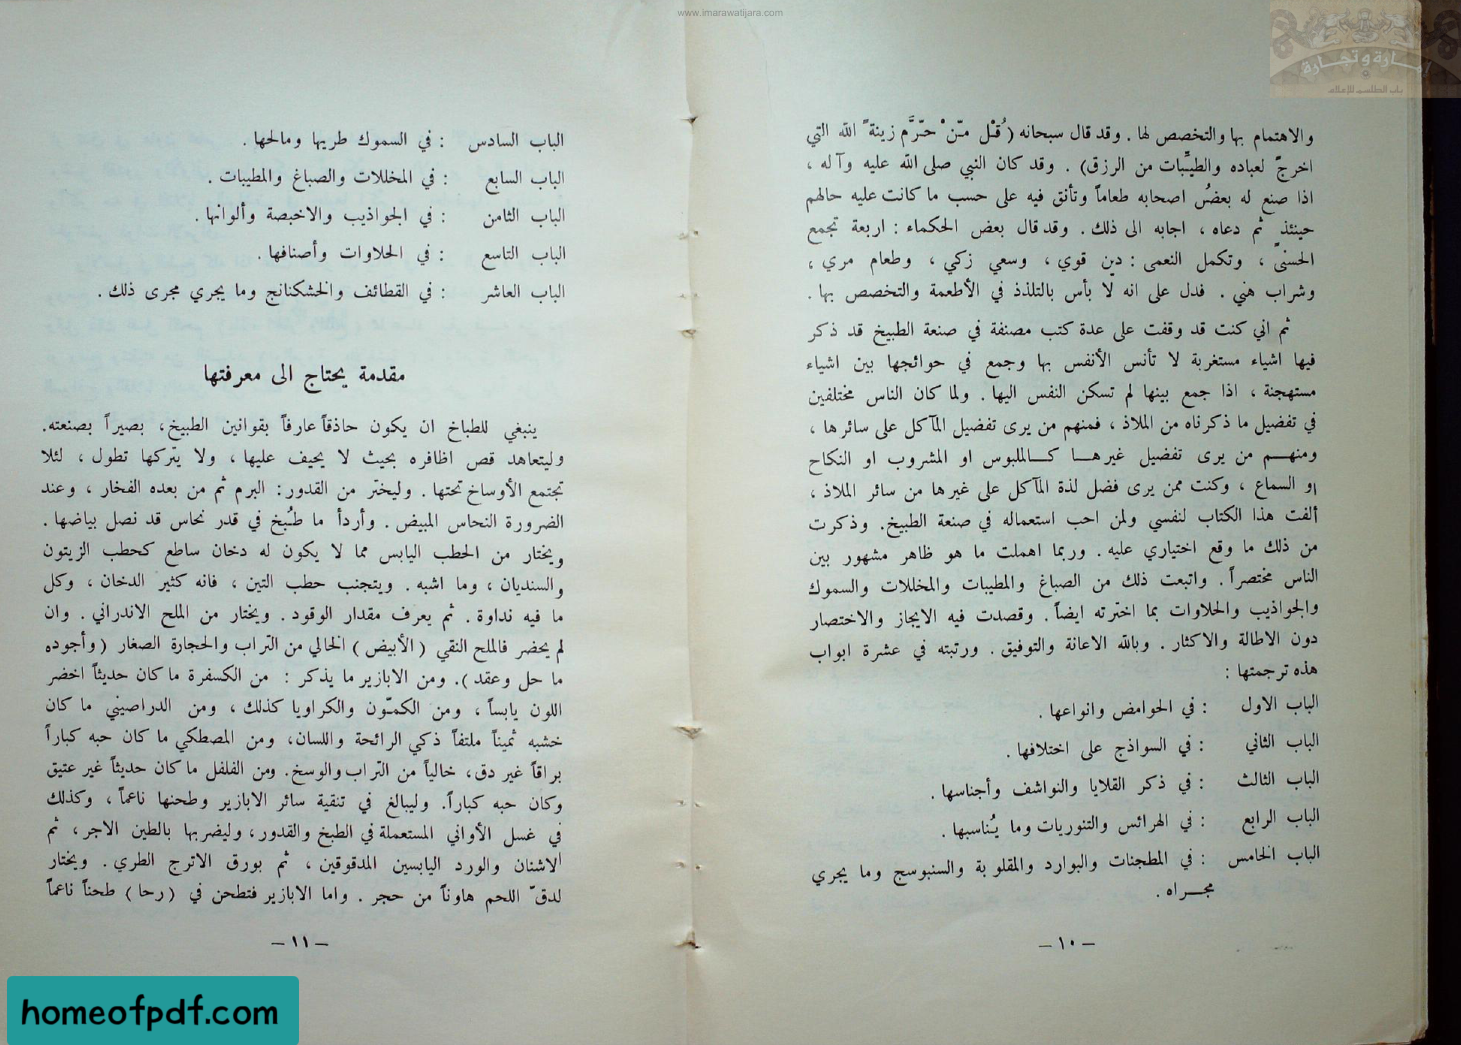 www.imarawatijara.com
إمارة وتجارة
باب الطلسم للإعلام
والاهتمام بها والتخصص لها . وقد قال سبحانه ( قُلْ مَنْ حَرَّم زينةَ الله التي
اخرجَ لعباده والطيِّبات من الرزق) . وقد كان النبي صلى الله عليه وآله ،
اذا صنع له بعضُ اصحابه طعاماً وتأنق فيه على حسب ما كانت عليه حالهم
حينئذٍ ثم دعاه ، اجابه الى ذلك . وقد قال بعض الحكماء : اربعة تجمع
الحسنى ، وتكمل النعمى : دين قوي ، وسعي زكي ، وطعام مري ،
وشراب هني . فدل على انه لا بأس بالتلذذ في الأطعمة والتخصص بها .
ثم اني كنت قد وقفت على عدة كتب مصنفة في صنعة الطبيخ قد ذكر
فيها اشياء مستغربة لا تأنس الأنفس بها وجمع في حوائجها بين اشياء
مستهجنة ، اذا جمع بينها لم تسكن النفس اليها . ولما كان الناس مختلفين
في تفضيل ما ذكرناه من الملاذ ، فمنهم من يرى تفضيل المآكل على سائرها ،
ومنهم من يرى تفضيل غيرها كالملبوس او المشروب او النكاح
او السماع ، وكنت ممن يرى فضل لذة المآكل على غيرها من سائر الملاذ ،
ألفت هذا الكتاب لنفسي ولمن احب استعماله في صنعة الطبيخ . وذكرت
من ذلك ما وقع اختياري عليه . وربما اهملت ما هو ظاهر مشهور بين
الناس مختصراً . واتبعت ذلك من الصباغ والمطيبات والمخللات والسموك
والجواذيب والحلاوات بما اخترته ايضاً . وقصدت فيه الايجاز والاختصار
دون الاطالة والاكثار . وبالله الاعانة والتوفيق . ورتبته في عشرة ابواب
هذه ترجمتها :
الباب الاول : في الحوامض وانواعها .
الباب الثاني : في السواذج على اختلافها .
الباب الثالث : في ذكر القلايا والنواشف وأجناسها .
الباب الرابع : في الهرائس والتنوريات وما يُناسبها .
الباب الخامس : في المطجنات والبوارد والمقلوبة والسنبوسج وما يجري
مجراه .
– ١٠ –
الباب السادس : في السموك طريها ومالحها .
الباب السابع : في المخللات والصباغ والمطيبات .
الباب الثامن : في الجواذيب والاخبصة وألوانها .
الباب التاسع : في الحلاوات وأصنافها .
الباب العاشر : في القطائف والخشكنانج وما يجري مجرى ذلك .
مقدمة يحتاج الى معرفتها
ينبغي للطباخ ان يكون حاذقاً عارفاً بقوانين الطبيخ، بصيراً بصنعته.
وليتعاهد قص اظافره بحيث لا يحيف عليها ، ولا يتركها تطول ، لئلا
تجتمع الأوساخ تحتها . وليختر من القدور: البرم ثم من بعده الفخار ، وعند
الضرورة النحاس المبيض . وأردأ ما طُبخ في قدر نحاس قد نصل بياضها .
ويختار من الحطب اليابس مما لا يكون له دخان ساطع كحطب الزيتون
والسنديان ، وما اشبه . ويتجنب حطب التين ، فانه كثير الدخان ، وكل
ما فيه نداوة . ثم يعرف مقدار الوقود . ويختار من الملح الاندراني . وان
لم يحضر فالملح النقي ( الأبيض ) الخالي من التراب والحجارة الصغار ( وأجوده
ما حل وعقد ). ومن الابازير ما يذكر : من الكسفرة ما كان حديثاً اخضر
اللون يابساً ، ومن الكمّون والكراويا كذلك ، ومن الدراصيني ما كان
خشبه ثميناً ملتفاً ذكي الرائحة واللسان، ومن المصطكي ما كان حبه كباراً
براقاً غير دق، خالياً من التراب والوسخ. ومن الفلفل ما كان حديثاً غير عتيق
وكان حبه كباراً. وليبالغ في تنقية سائر الابازير وطحنها ناعماً ، وكذلك
في غسل الأواني المستعملة في الطبخ والقدور، وليضربها بالطين الاجر ، ثم
الاشنان والورد اليابسين المدقوقين ، ثم بورق الاترج الطري . ويختار
لدقّ اللحم هاوناً من حجر . واما الابازير فتطحن في ( رحا ) طحناً ناعماً
– ١١ –
homeofpdf.com